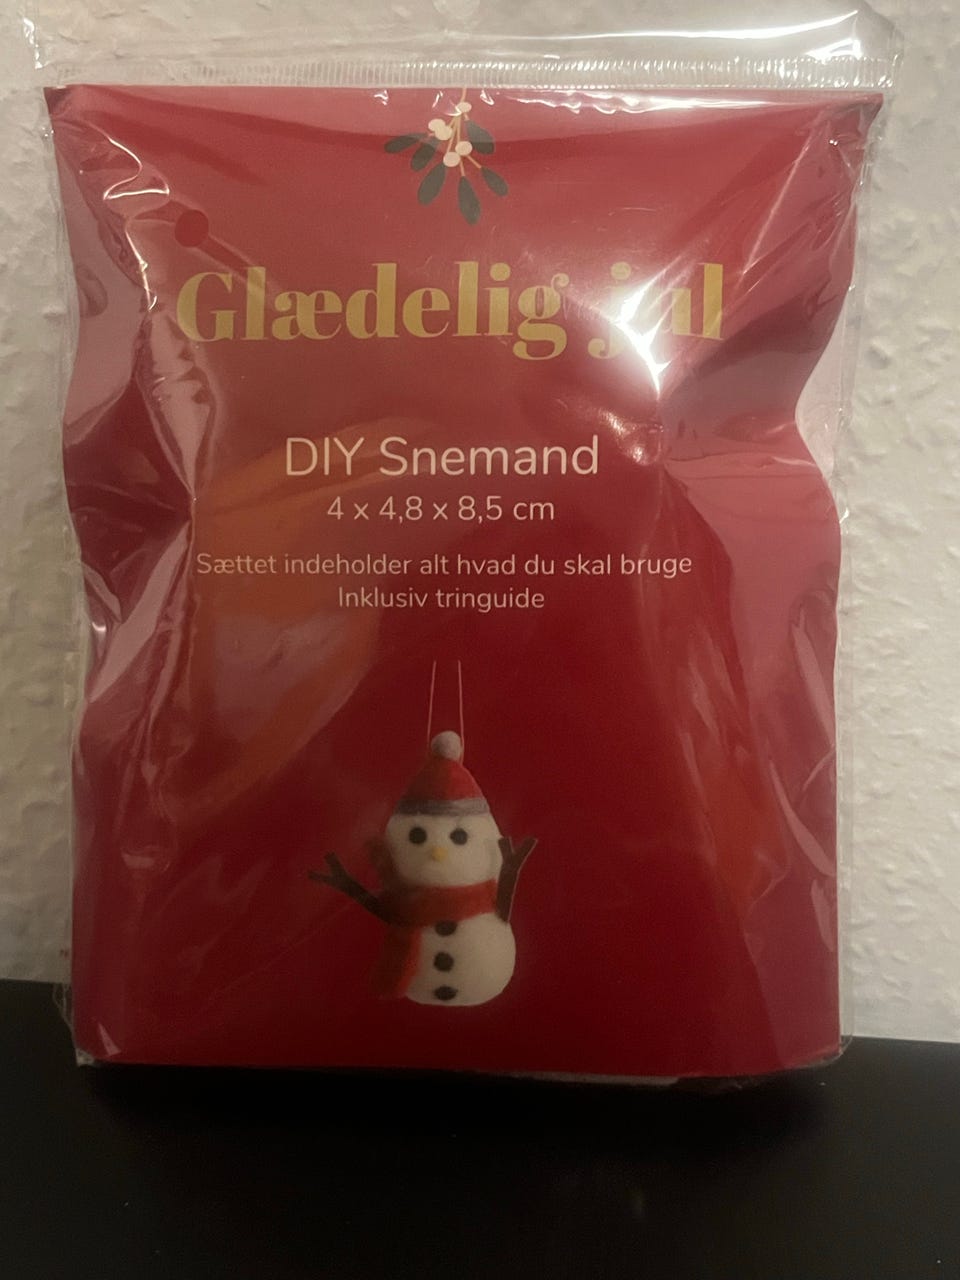 Glædelig jul
DIY Snemand
4 x 4,8 x 8,5 cm
Sættet indeholder alt hvad du skal bruge
Inklusiv tringuide